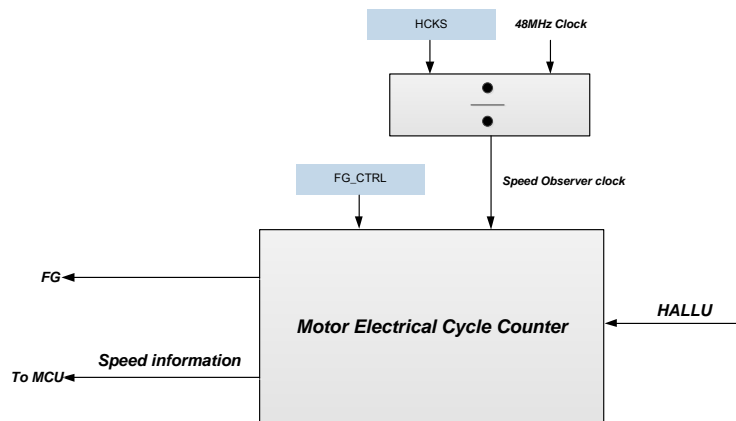 HCKS
48MHz Clock
FG_CTRL
Speed Observer clock
FG
Motor Electrical Cycle Counter
HALLU
Speed information
To MCU